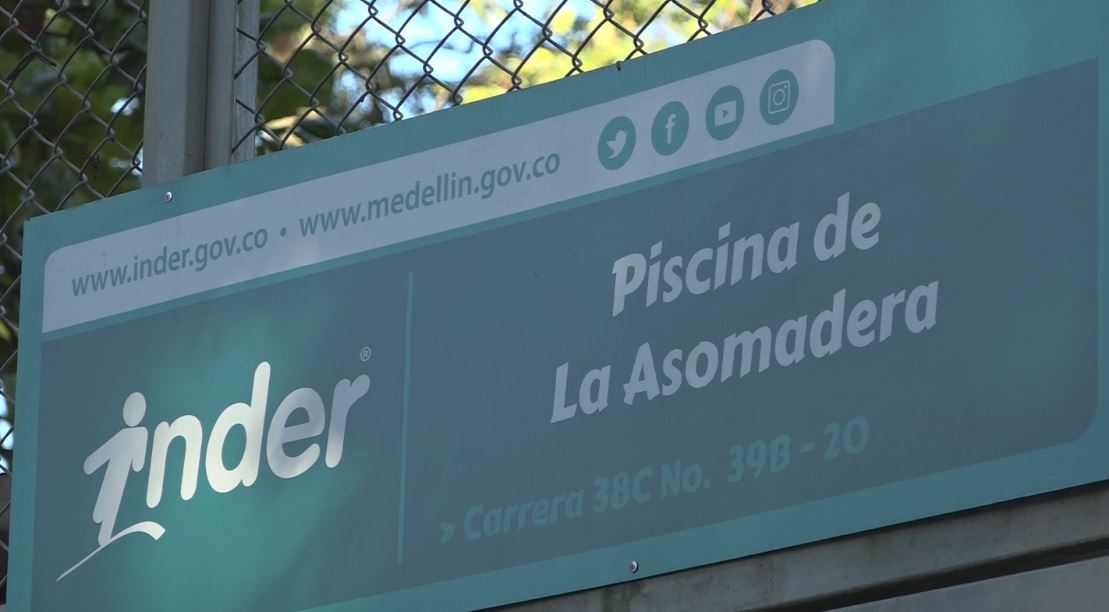 www.inder.gov.co • www.medellin.gov.co
inder®
Piscina de
La Asomadera
> Carrera 38C No. 39B - 20